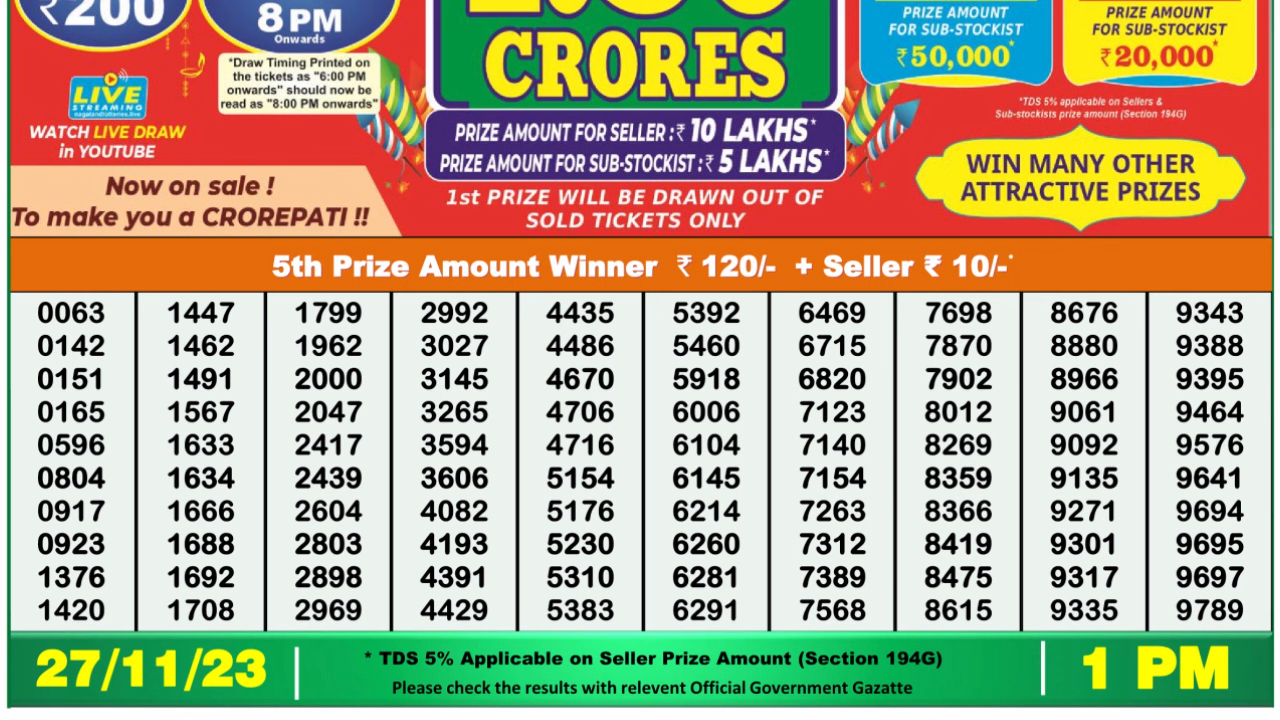 ₹200
8 PM
Onwards
*Draw Timing Printed on
the tickets as "6:00 PM
onwards" should now be
read as "8:00 PM onwards"
LIVE
STREAMING
nagalandlotteries.live
WATCH LIVE DRAW
in YOUTUBE
Now on sale !
To make you a CROREPATI !!
CRORES
PRIZE AMOUNT FOR SELLER :₹ 10 LAKHS*
PRIZE AMOUNT FOR SUB-STOCKIST :₹ 5 LAKHS*
1st PRIZE WILL BE DRAWN OUT OF
SOLD TICKETS ONLY
PRIZE AMOUNT
FOR SUB-STOCKIST
₹50,000*
PRIZE AMOUNT
FOR SUB-STOCKIST
₹20,000*
*TDS 5% applicable on Sellers &
Sub-stockists prize amount (Section 194G)
WIN MANY OTHER
ATTRACTIVE PRIZES
5th Prize Amount Winner ₹ 120/- + Seller ₹ 10/-*
0063 1447 1799 2992 4435 5392 6469 7698 8676 9343
0142 1462 1962 3027 4486 5460 6715 7870 8880 9388
0151 1491 2000 3145 4670 5918 6820 7902 8966 9395
0165 1567 2047 3265 4706 6006 7123 8012 9061 9464
0596 1633 2417 3594 4716 6104 7140 8269 9092 9576
0804 1634 2439 3606 5154 6145 7154 8359 9135 9641
0917 1666 2604 4082 5176 6214 7263 8366 9271 9694
0923 1688 2803 4193 5230 6260 7312 8419 9301 9695
1376 1692 2898 4391 5310 6281 7389 8475 9317 9697
1420 1708 2969 4429 5383 6291 7568 8615 9335 9789
27/11/23
* TDS 5% Applicable on Seller Prize Amount (Section 194G)
Please check the results with relevent Official Government Gazatte
1 PM